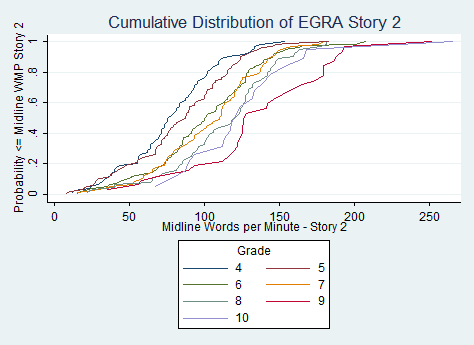 Cumulative Distribution of EGRA Story 2
Probability <= Midline WMP Story 2
1
.8
.6
.4
.2
0
0 50 100 150 200 250
Midline Words per Minute - Story 2
Grade
4 5
6 7
8 9
10